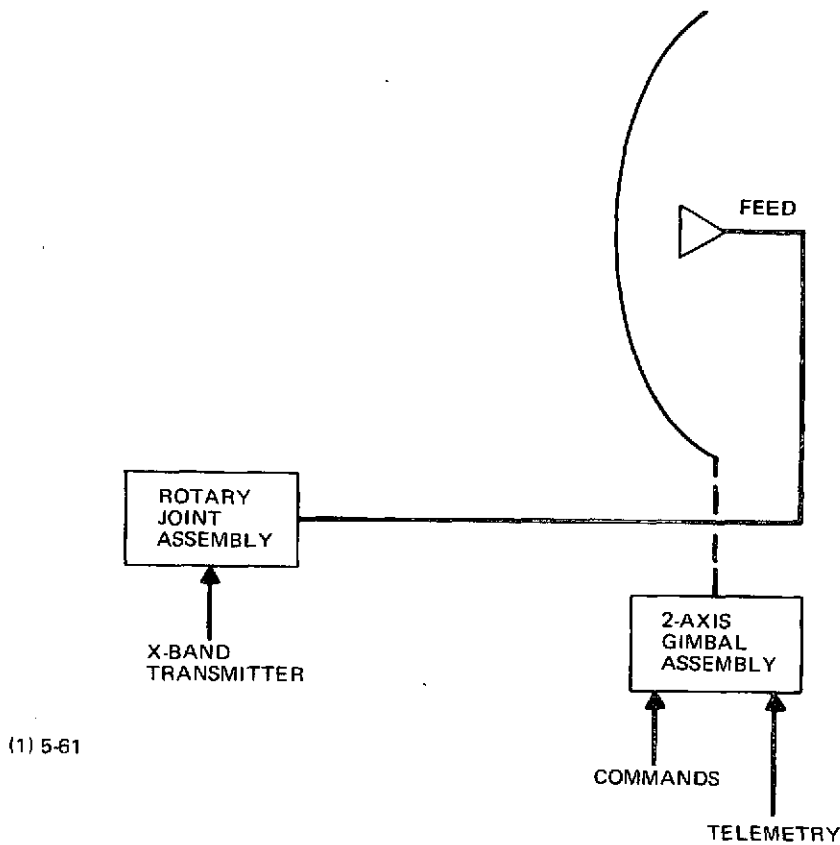 FEED
ROTARY
JOINT
ASSEMBLY
X-BAND
TRANSMITTER
2-AXIS
GIMBAL
ASSEMBLY
(1) 5-61
COMMANDS
TELEMETRY